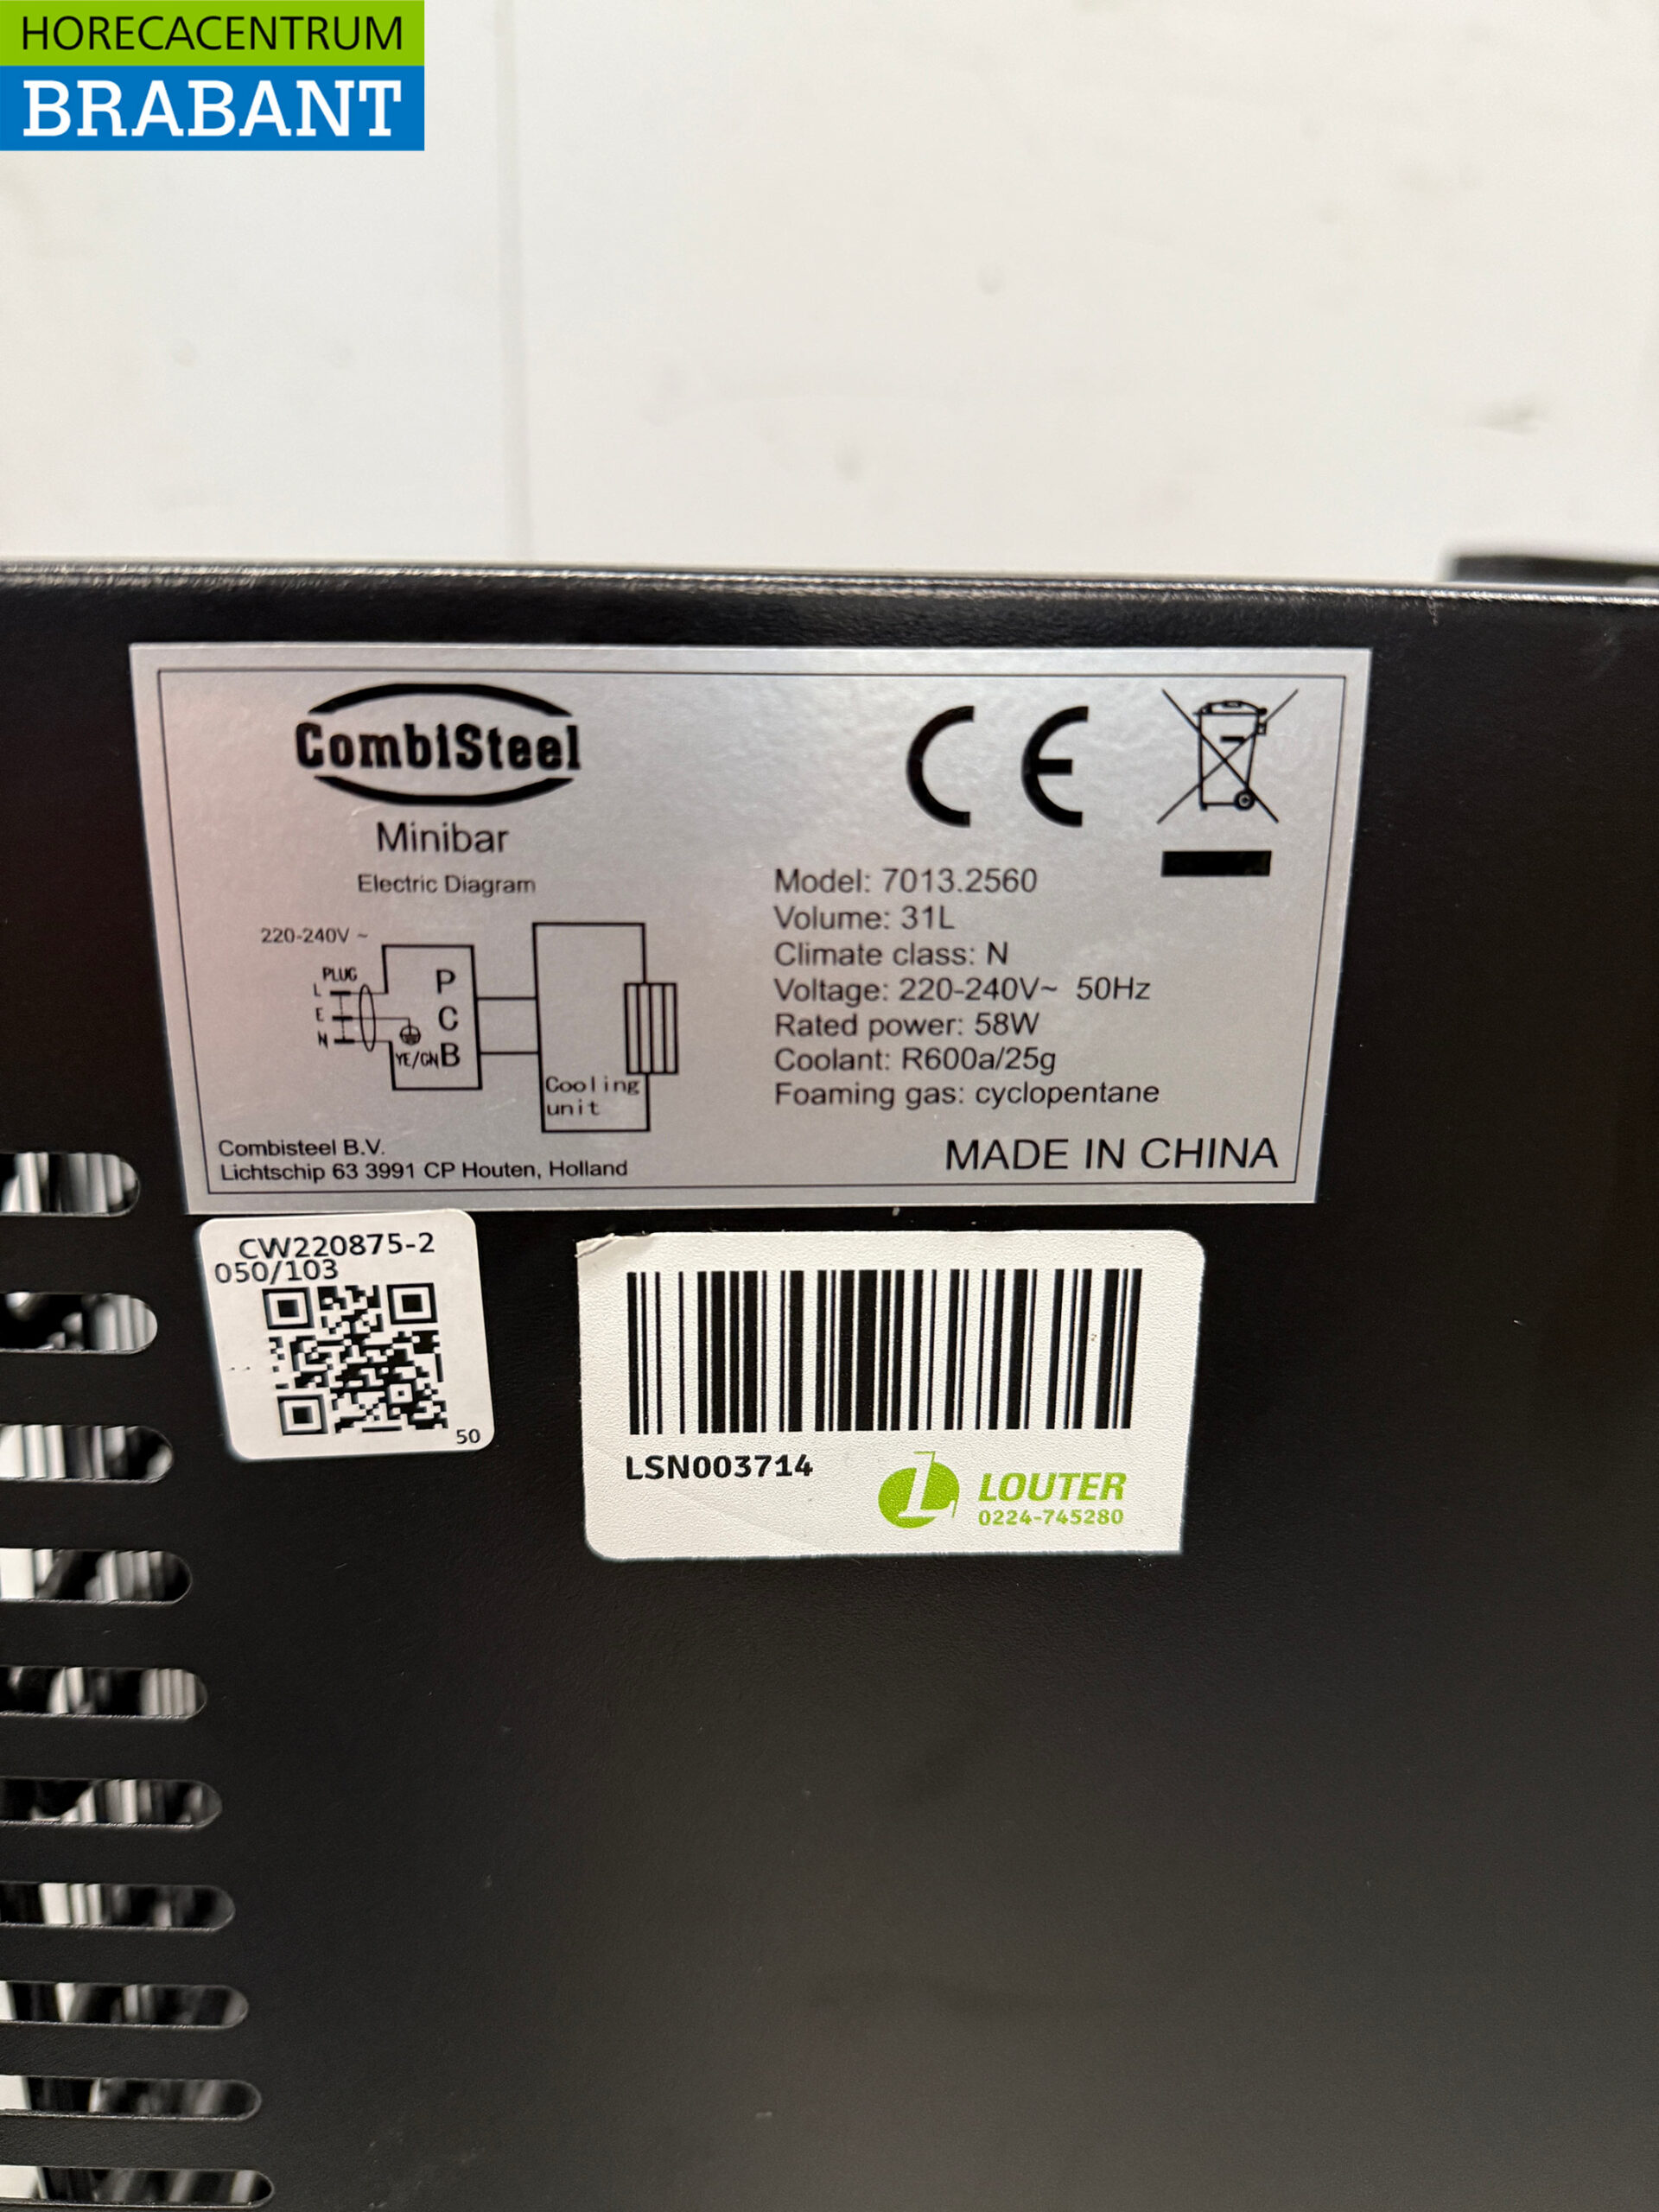 HORECACENTRUM
BRABANT
CombiSteel
Minibar
Electric Diagram
220-240V ~
PLUG
L
E
N
YE/GN
P
C
B
Cooling
unit
Combisteel B.V.
Lichtschip 63 3991 CP Houten, Holland
CE
Model: 7013.2560
Volume: 31L
Climate class: N
Voltage: 220-240V~ 50Hz
Rated power: 58W
Coolant: R600a/25g
Foaming gas: cyclopentane
MADE IN CHINA
CW220875-2
050/103
50
LSN003714
LOUTER
0224-745280